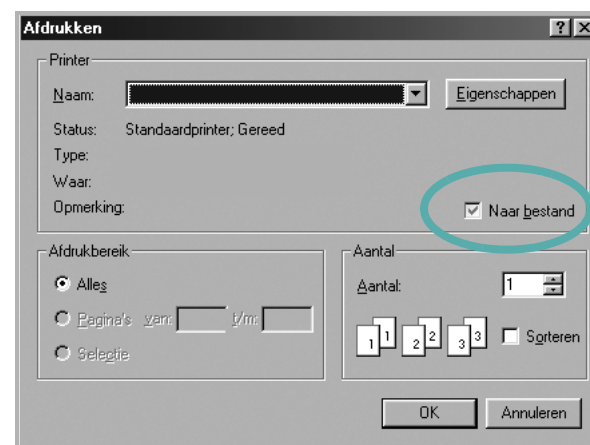 Afdrukken
Printer
Naam:
Eigenschappen
Status: Standaardprinter; Gereed
Type:
Waar:
Opmerking:
Naar bestand
Afdrukbereik
Alles
Pagina's van: t/m:
Selectie
Aantal
Aantal: 1
1 1 2 2 3 3
Sorteren
OK Annuleren